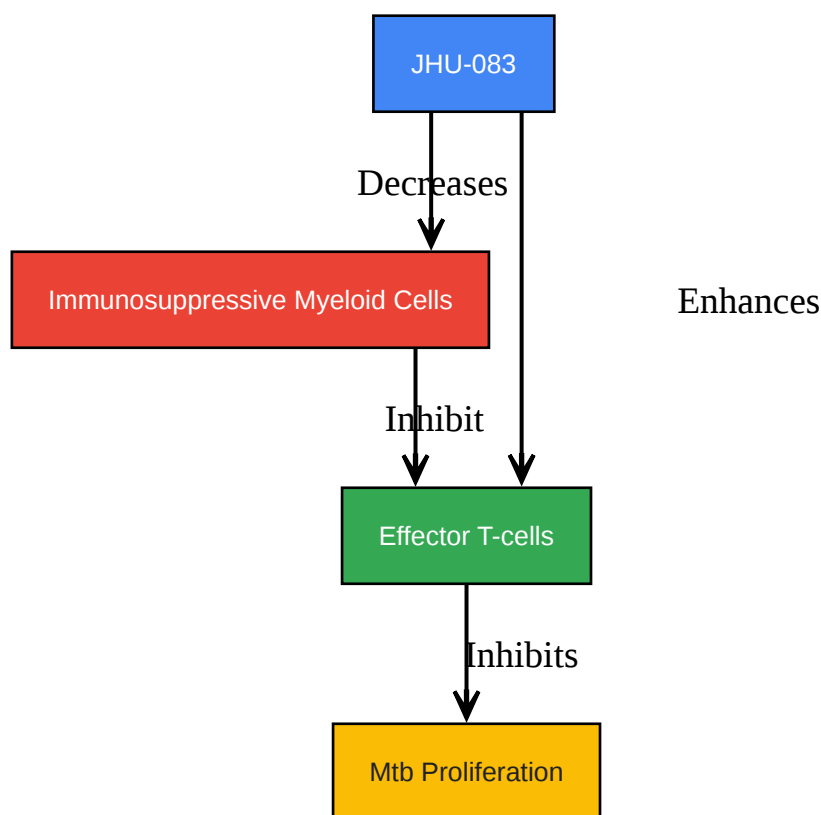 JHU-083
Decreases
Immunosuppressive Myeloid Cells
Enhances
Inhibit
Effector T-cells
Inhibits
Mtb Proliferation